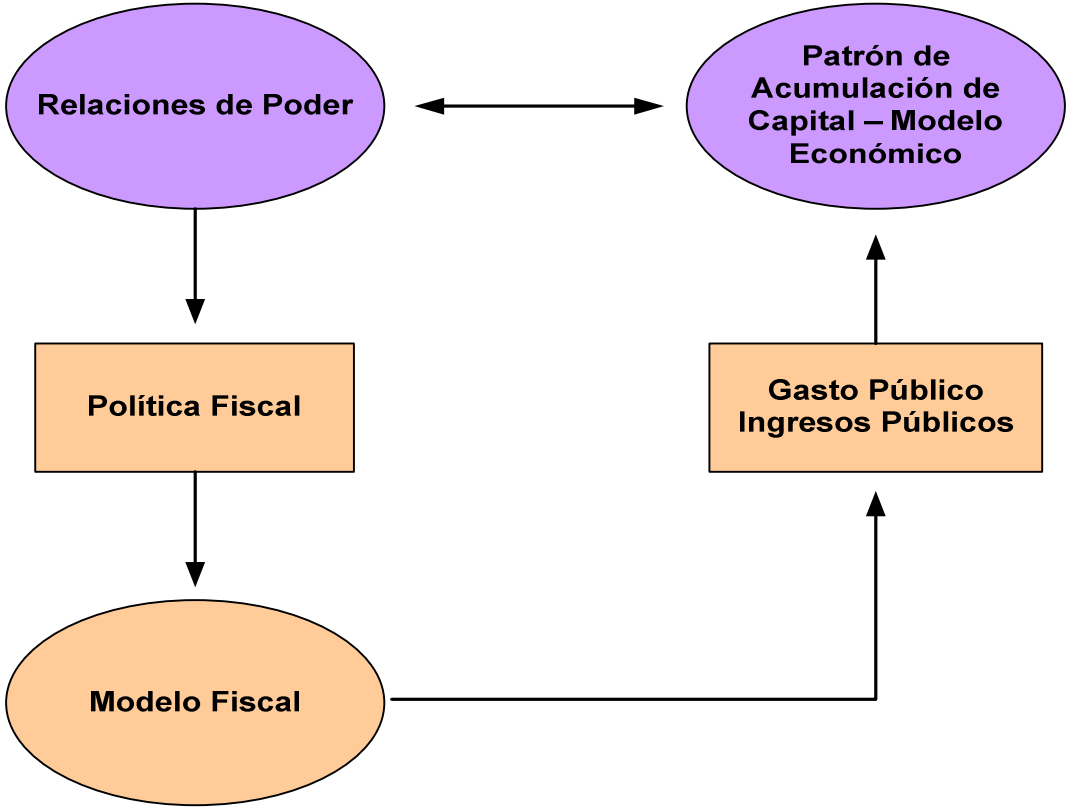 Relaciones de Poder
Patrón de
Acumulación de
Capital – Modelo
Económico
Política Fiscal
Gasto Público
Ingresos Públicos
Modelo Fiscal